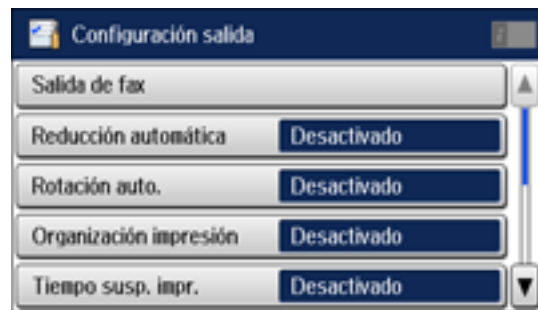 Configuración salida
Salida de fax
Reducción automática Desactivado
Rotación auto. Desactivado
Organización impresión Desactivado
Tiempo susp. impr. Desactivado